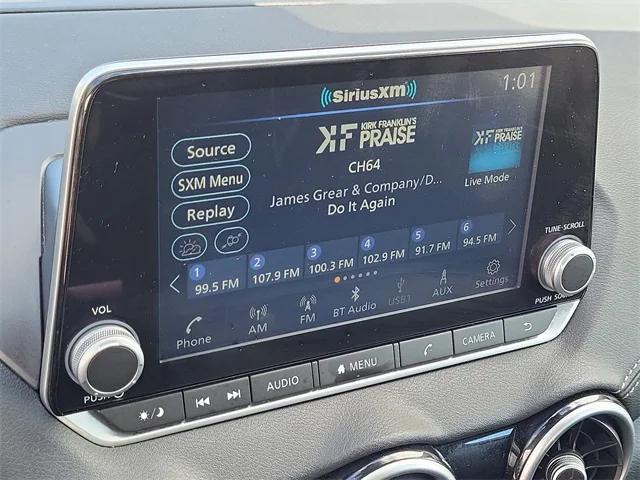 SiriusXM
1:01
KF KIRK FRANKLIN'S
PRAISE
KF KIRK FRANKLIN'S
PRAISE
CH64
Live Mode
James Grear & Company/D...
Do It Again
Source
SXM Menu
Replay
1 99.5 FM
2 107.9 FM
3 100.3 FM
4 102.9 FM
5 91.7 FM
6 94.5 FM
Phone
AM
FM
BT Audio
USB1
AUX
Settings
VOL
PUSH
TUNE·SCROLL
PUSH
AUDIO
MENU
CAMERA